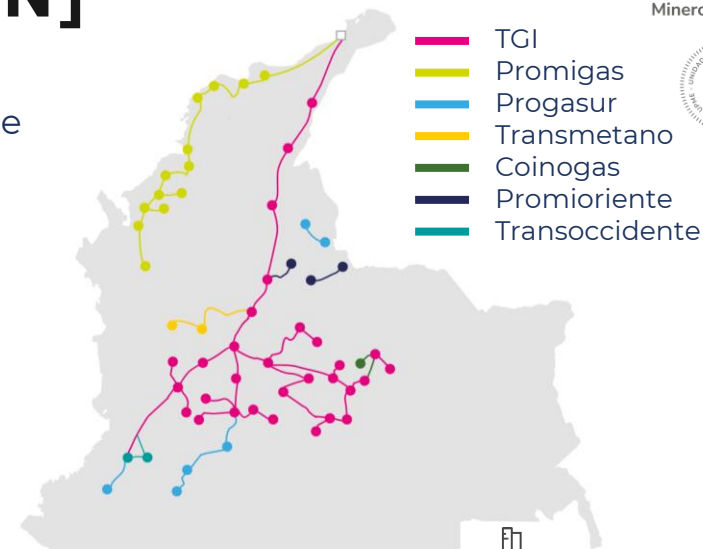 N]
Minero
e
TGI
Promigas
Progasur
Transmetano
Coinogas
Promioriente
Transoccidente